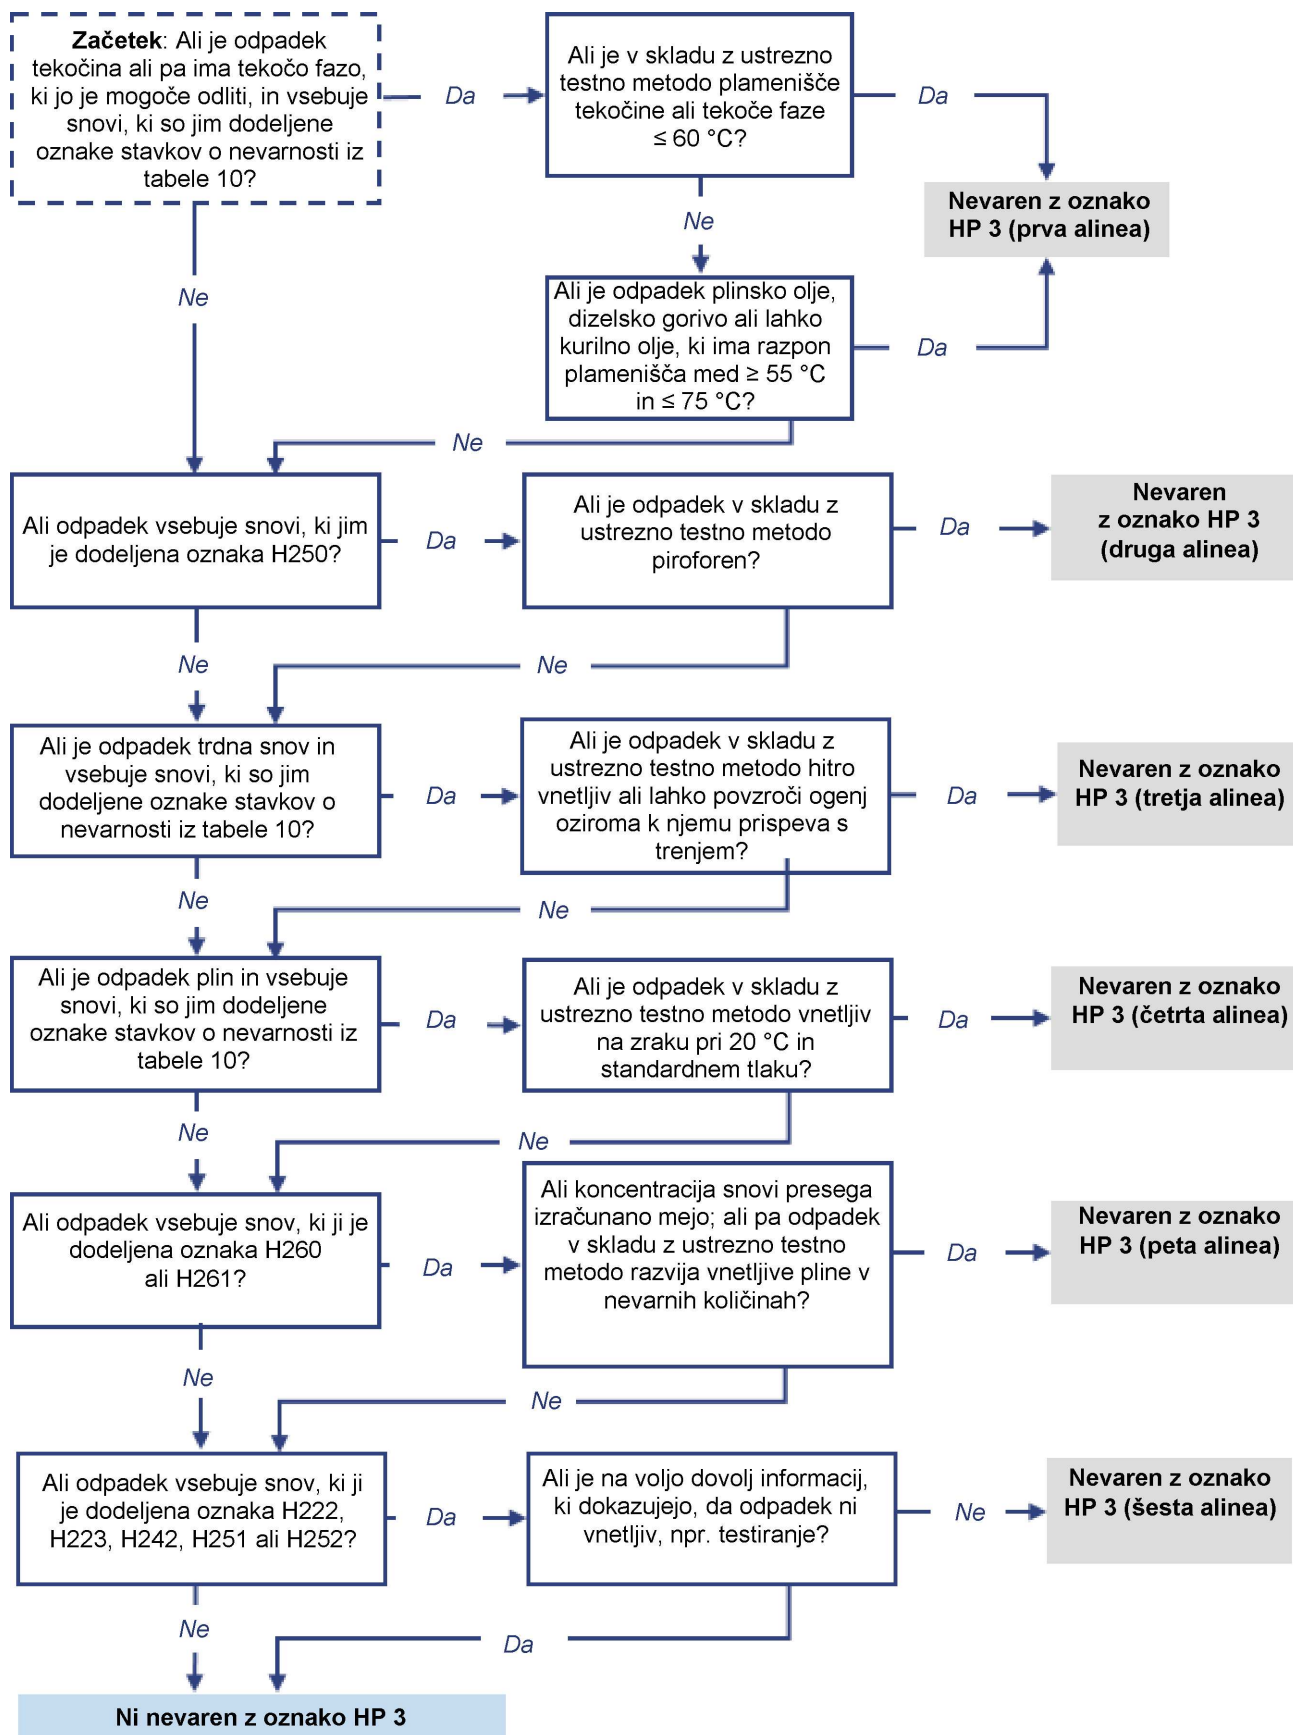 Začetek: Ali je odpadek
tekočina ali pa ima tekočo fazo,
ki jo je mogoče odliti, in vsebuje
snovi, ki so jim dodeljene
oznake stavkov o nevarnosti iz
tabele 10?
Da
Ali je v skladu z ustrezno
testno metodo plamenišče
tekočine ali tekoče faze
≤ 60 °C?
Da
Nevaren z oznako
HP 3 (prva alinea)
Ne
Ne
Ali je odpadek plinsko olje,
dizelsko gorivo ali lahko
kurilno olje, ki ima razpon
plamenišča med ≥ 55 °C
in ≤ 75 °C?
Da
Ne
Ali odpadek vsebuje snovi, ki jim
je dodeljena oznaka H250?
Da
Ali je odpadek v skladu z
ustrezno testno metodo
piroforen?
Da
Nevaren
z oznako HP 3
(druga alinea)
Ne
Ne
Ali je odpadek trdna snov in
vsebuje snovi, ki so jim
dodeljene oznake stavkov o
nevarnosti iz tabele 10?
Da
Ali je odpadek v skladu z
ustrezno testno metodo hitro
vnetljiv ali lahko povzroči ogenj
oziroma k njemu prispeva s
trenjem?
Da
Nevaren z oznako
HP 3 (tretja alinea)
Ne
Ne
Ali je odpadek plin in vsebuje
snovi, ki so jim dodeljene
oznake stavkov o nevarnosti iz
tabele 10?
Da
Ali je odpadek v skladu z
ustrezno testno metodo vnetljiv
na zraku pri 20 °C in
standardnem tlaku?
Da
Nevaren z oznako
HP 3 (četrta alinea)
Ne
Ne
Ali odpadek vsebuje snov, ki ji je
dodeljena oznaka H260
ali H261?
Da
Ali koncentracija snovi presega
izračunano mejo; ali pa odpadek
v skladu z ustrezno testno
metodo razvija vnetljive pline v
nevarnih količinah?
Da
Nevaren z oznako
HP 3 (peta alinea)
Ne
Ne
Ali odpadek vsebuje snov, ki ji
je dodeljena oznaka H222,
H223, H242, H251 ali H252?
Da
Ali je na voljo dovolj informacij,
ki dokazujejo, da odpadek ni
vnetljiv, npr. testiranje?
Ne
Nevaren z oznako
HP 3 (šesta alinea)
Ne
Da
Ni nevaren z oznako HP 3